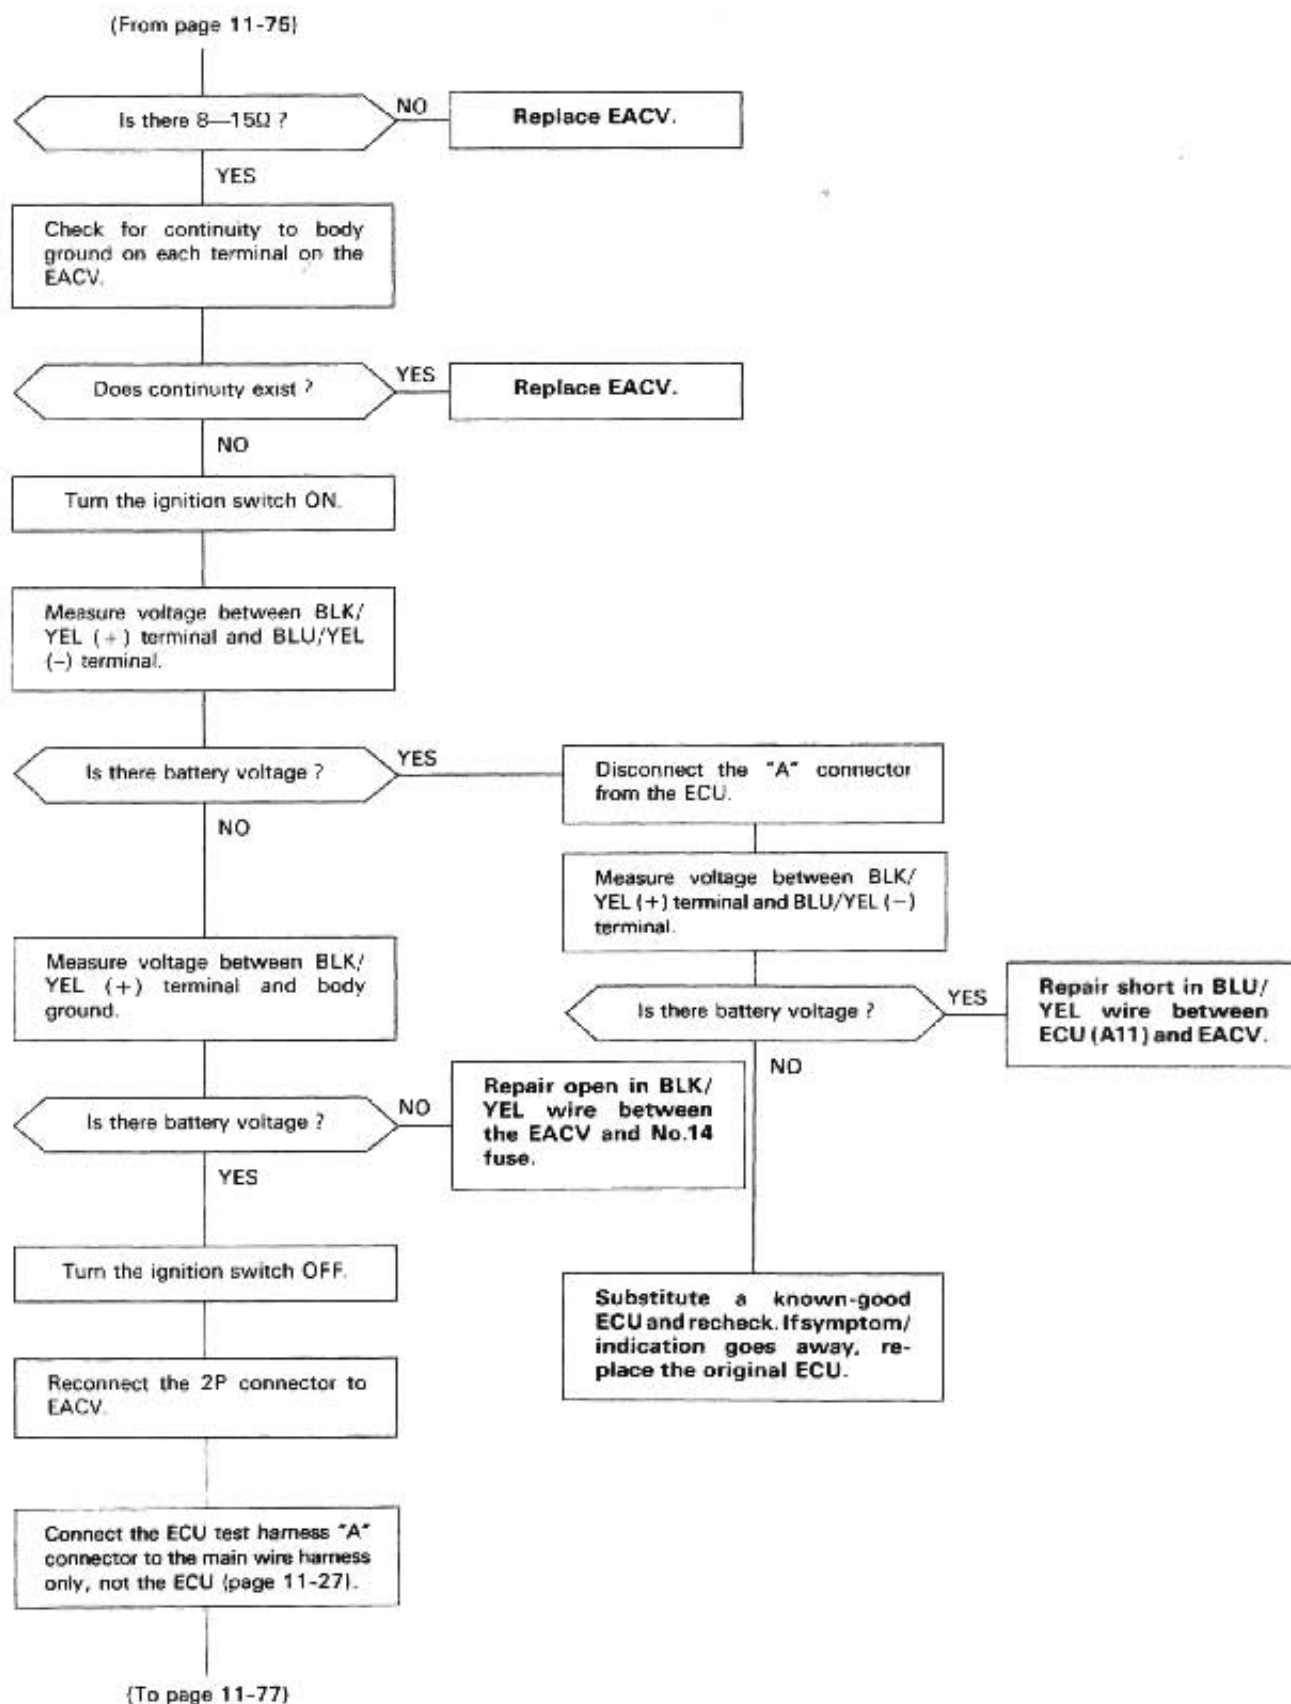 (From page 11-75)
Is there 8—15Ω ?
NO
Replace EACV.
YES
Check for continuity to body
ground on each terminal on the
EACV.
Does continuity exist ?
YES
Replace EACV.
NO
Turn the ignition switch ON.
Measure voltage between BLK/
YEL (+) terminal and BLU/YEL
(–) terminal.
Is there battery voltage ?
YES
Disconnect the "A" connector
from the ECU.
NO
Measure voltage between BLK/
YEL (+) terminal and BLU/YEL (–)
terminal.
Measure voltage between BLK/
YEL (+) terminal and body
ground.
Is there battery voltage ?
YES
Repair short in BLU/
YEL wire between
ECU (A11) and EACV.
NO
Is there battery voltage ?
NO
Repair open in BLK/
YEL wire between
the EACV and No.14
fuse.
YES
Turn the ignition switch OFF.
Substitute a known-good
ECU and recheck. If symptom/
indication goes away, re-
place the original ECU.
Reconnect the 2P connector to
EACV.
Connect the ECU test harness "A"
connector to the main wire harness
only, not the ECU (page 11-27).
(To page 11-77)